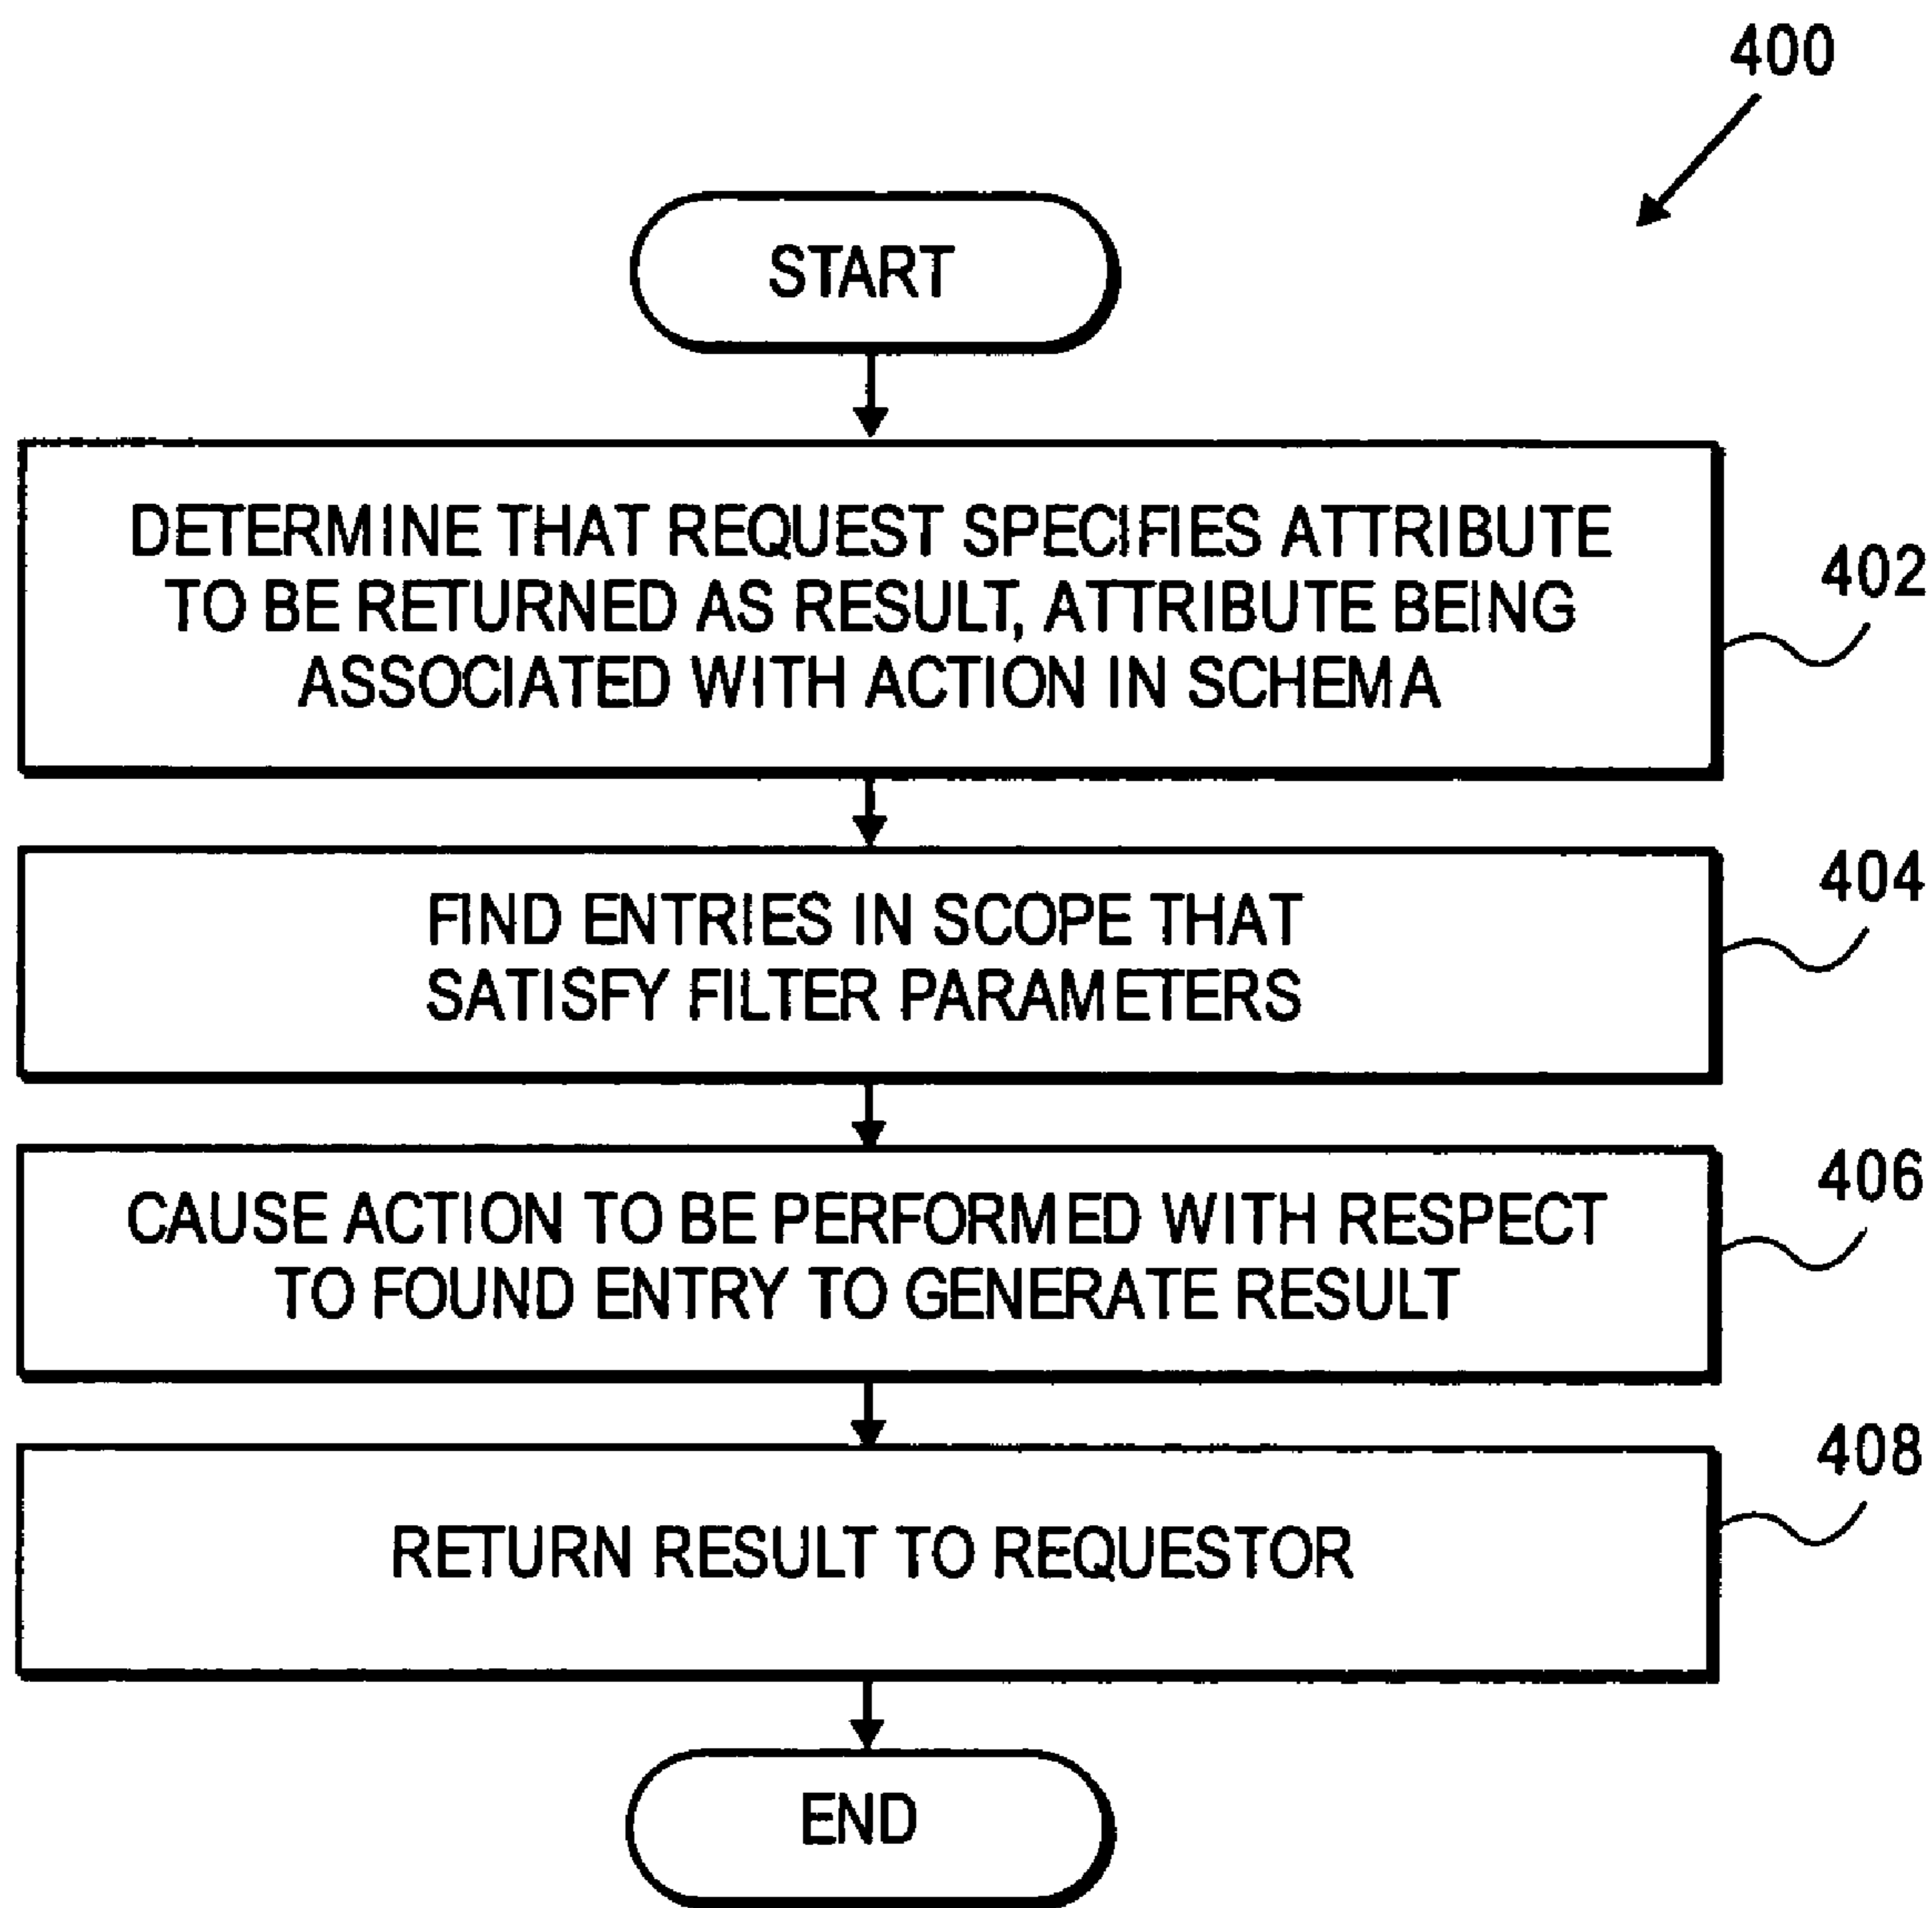 400
START
DETERMINE THAT REQUEST SPECIFIES ATTRIBUTE
TO BE RETURNED AS RESULT, ATTRIBUTE BEING
ASSOCIATED WITH ACTION IN SCHEMA
402
FIND ENTRIES IN SCOPE THAT
SATISFY FILTER PARAMETERS
404
CAUSE ACTION TO BE PERFORMED WITH RESPECT
TO FOUND ENTRY TO GENERATE RESULT
406
RETURN RESULT TO REQUESTOR
408
END